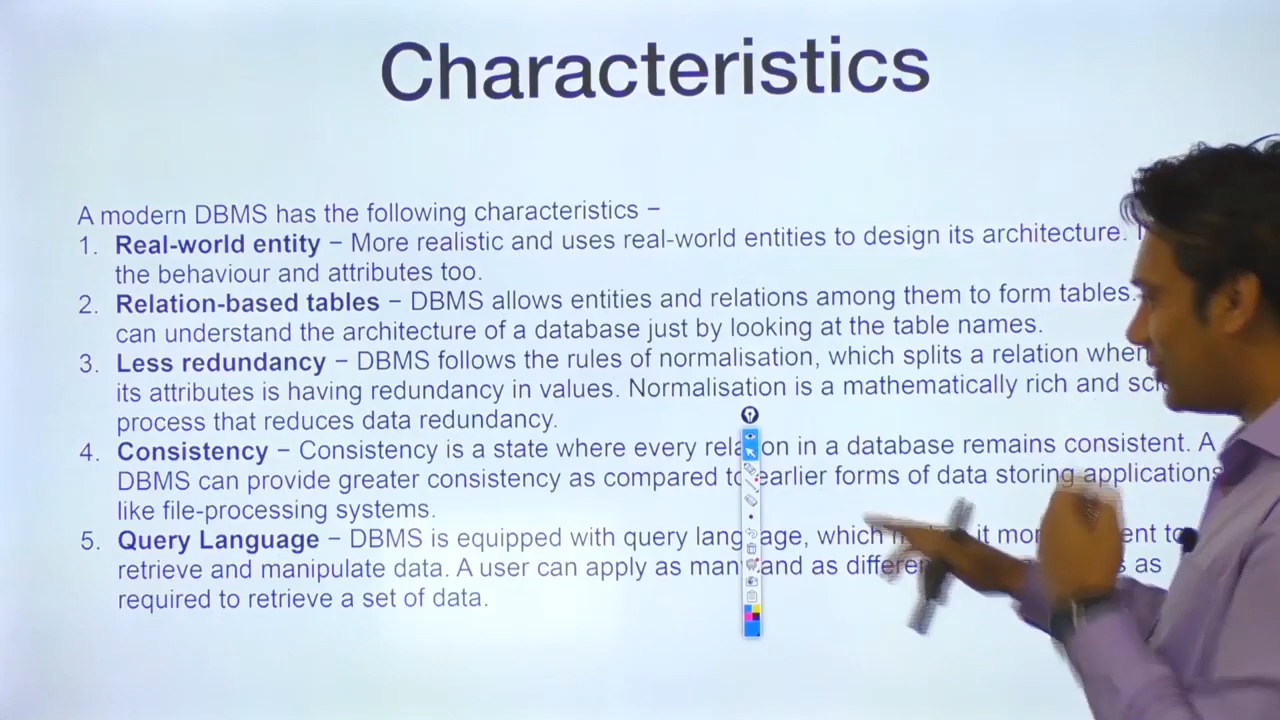 Characteristics
A modern DBMS has the following characteristics –
1. Real-world entity – More realistic and uses real-world entities to design its architecture.
the behaviour and attributes too.
2. Relation-based tables – DBMS allows entities and relations among them to form tables.
can understand the architecture of a database just by looking at the table names.
3. Less redundancy – DBMS follows the rules of normalisation, which splits a relation when
its attributes is having redundancy in values. Normalisation is a mathematically rich and
process that reduces data redundancy.
4. Consistency – Consistency is a state where every relation in a database remains consistent. A
DBMS can provide greater consistency as compared to earlier forms of data storing applications
like file-processing systems.
5. Query Language – DBMS is equipped with query language, which it to
retrieve and manipulate data. A user can apply as many and as as
required to retrieve a set of data.